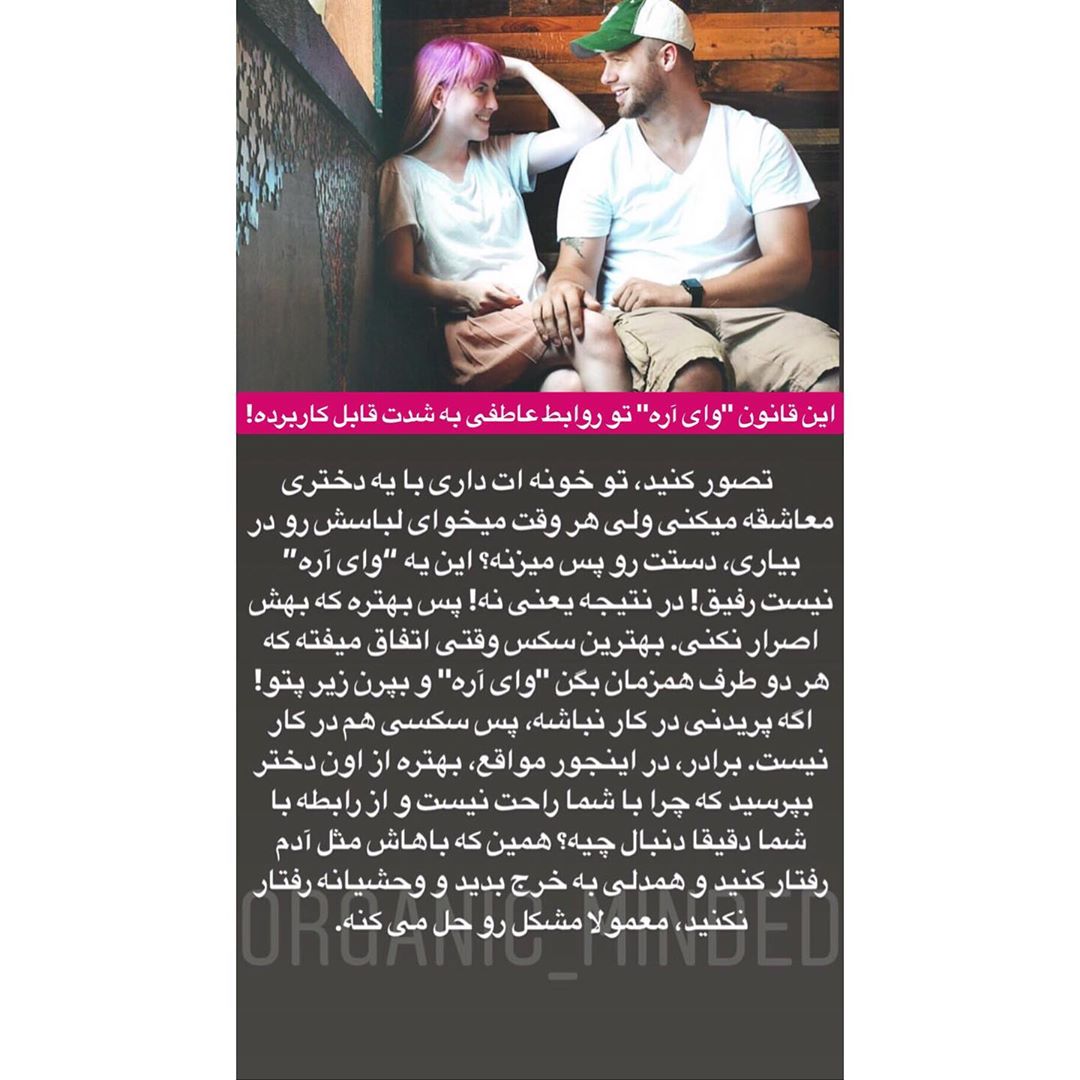 این قانون "وای آره" تو روابط عاطفی به شدت قابل کاربرده!
تصور کنید، تو خونه ات داری با یه دختری
معاشقه میکنی ولی هر وقت میخوای لباسش رو در
بیاری، دستت رو پس میزنه؟ این یه “وای آره”
نیست رفیق! در نتیجه یعنی نه! پس بهتره که بهش
اصرار نکنی. بهترین سکس وقتی اتفاق میفته که
هر دو طرف همزمان بگن "وای آره" و بپرن زیر پتو!
اگه پریدنی در کار نباشه، پس سکسی هم در کار
نیست. برادر، در اینجور مواقع، بهتره از اون دختر
بپرسید که چرا با شما راحت نیست و از رابطه با
شما دقیقا دنبال چیه؟ همین که باهاش مثل آدم
رفتار کنید و همدلی به خرج بدید و وحشیانه رفتار
نکنید، معمولا مشکل رو حل می کنه.
ORGANIC_MINDED